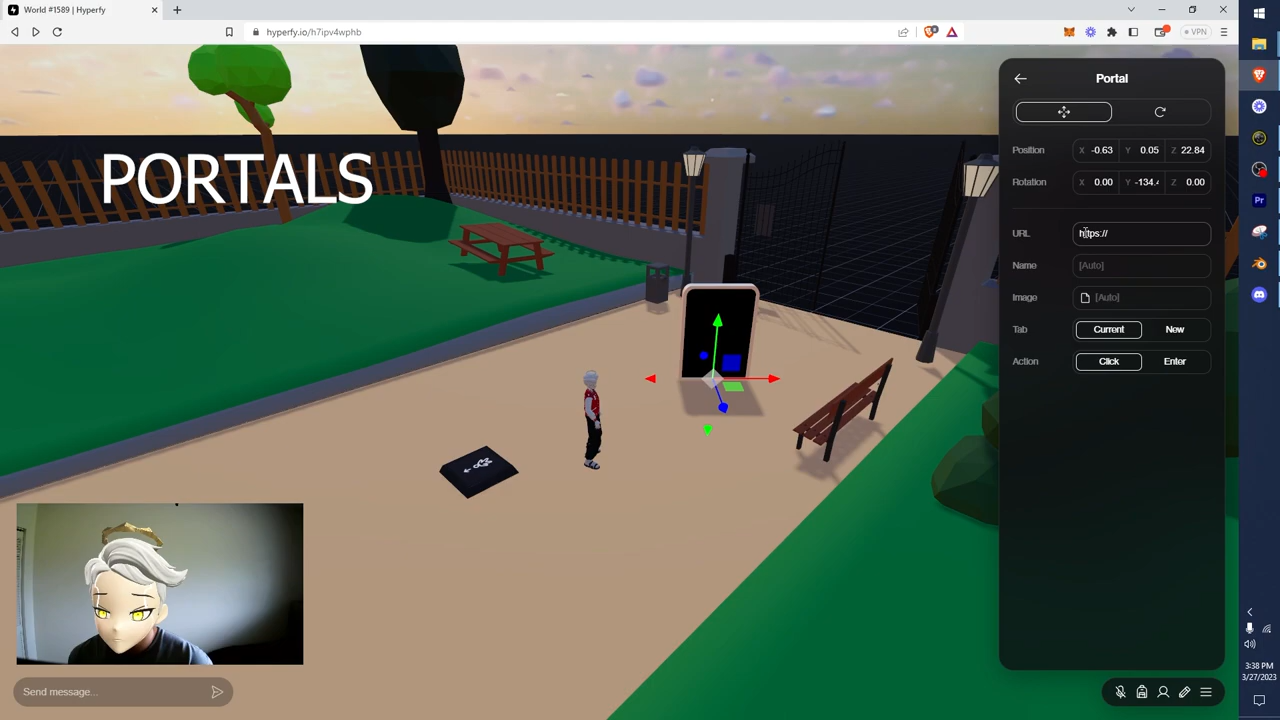 World #1589 | Hyperfy
hyperfy.io/h7ipv4wphb
VPN
PORTALS
Portal
Position X -0.63 Y 0.05 Z 22.84
Rotation X 0.00 Y -134.4 Z 0.00
URL https://
Name [Auto]
Image [Auto]
Tab Current New
Action Click Enter
Send message...
Pr
3:38 PM
3/27/2023